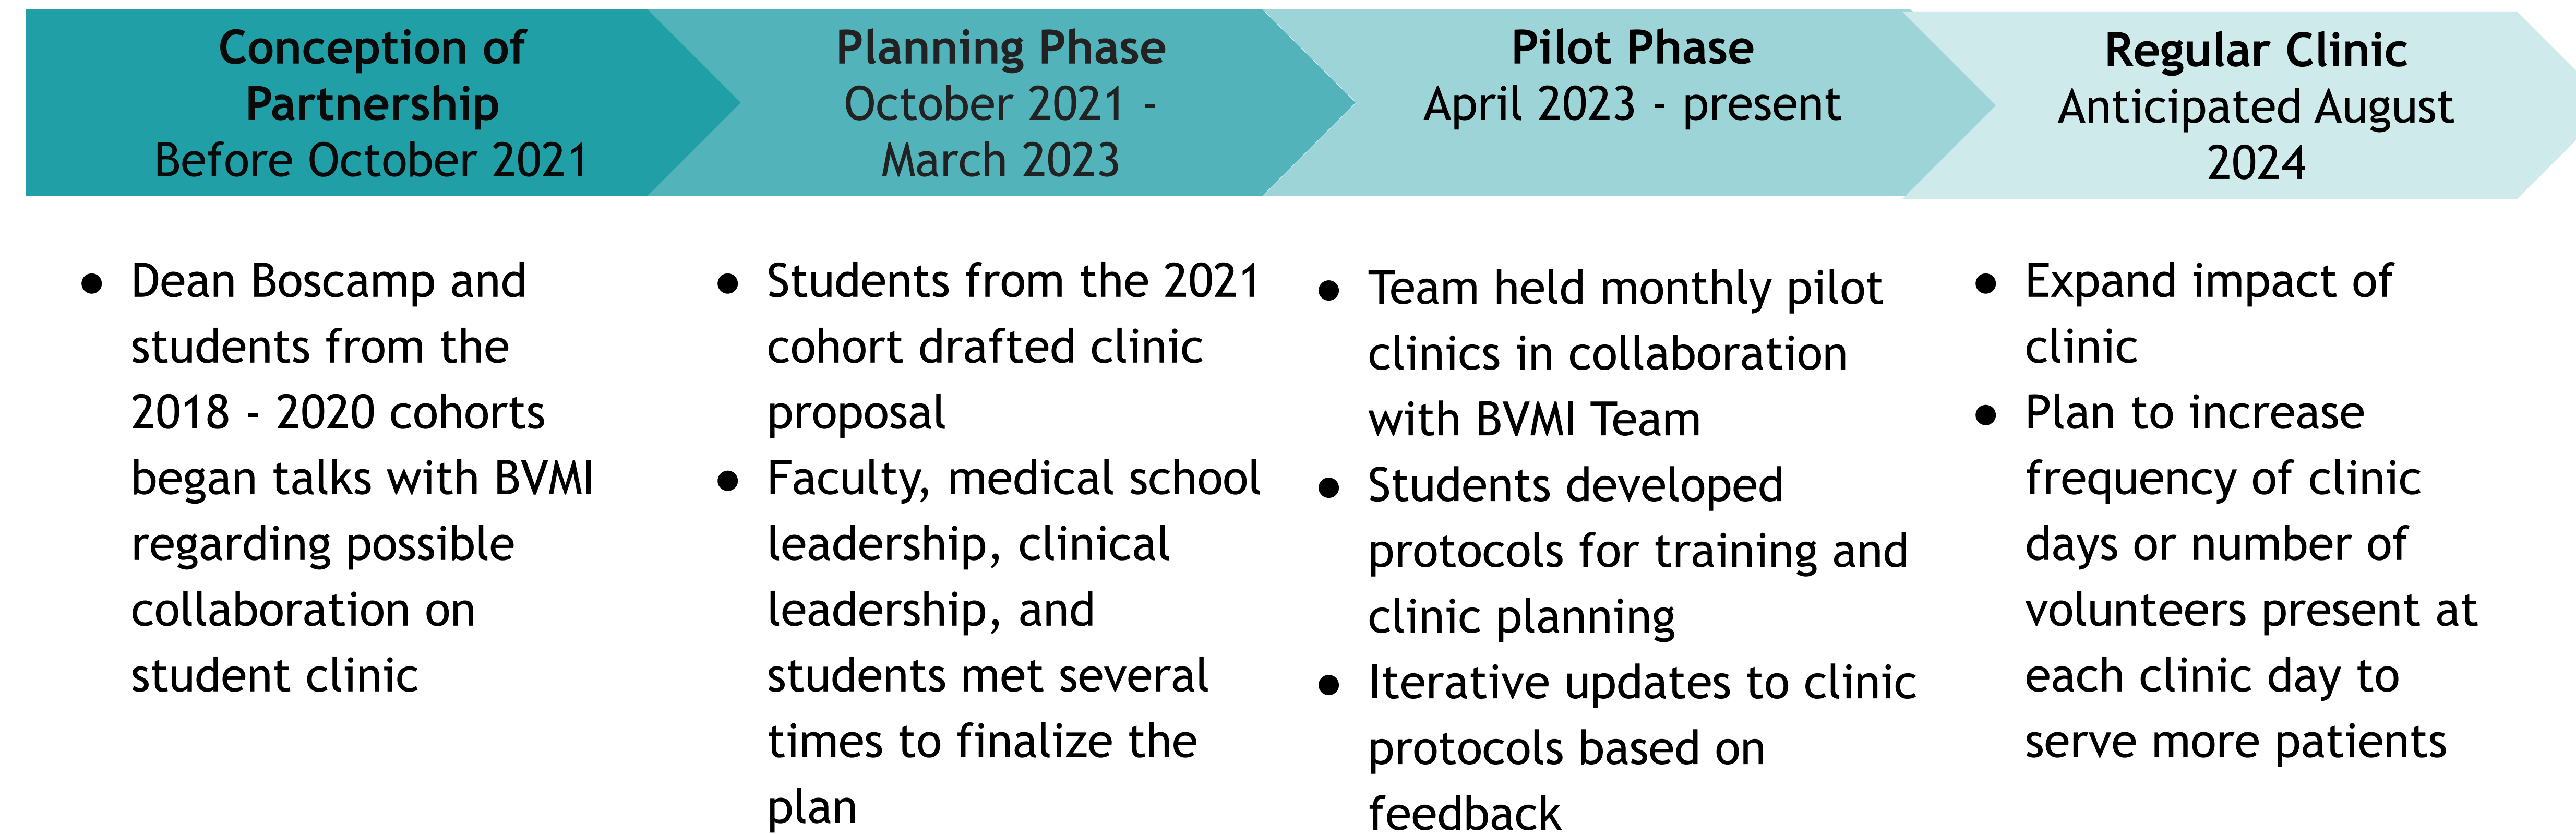 Conception of
Partnership
Before October 2021
Planning Phase
October 2021 -
March 2023
Pilot Phase
April 2023 - present
Regular Clinic
Anticipated August
2024
● Dean Boscamp and
students from the
2018 - 2020 cohorts
began talks with BVMI
regarding possible
collaboration on
student clinic
● Students from the 2021
cohort drafted clinic
proposal
● Faculty, medical school
leadership, clinical
leadership, and
students met several
times to finalize the
plan
● Team held monthly pilot
clinics in collaboration
with BVMI Team
● Students developed
protocols for training and
clinic planning
● Iterative updates to clinic
protocols based on
feedback
● Expand impact of
clinic
● Plan to increase
frequency of clinic
days or number of
volunteers present at
each clinic day to
serve more patients